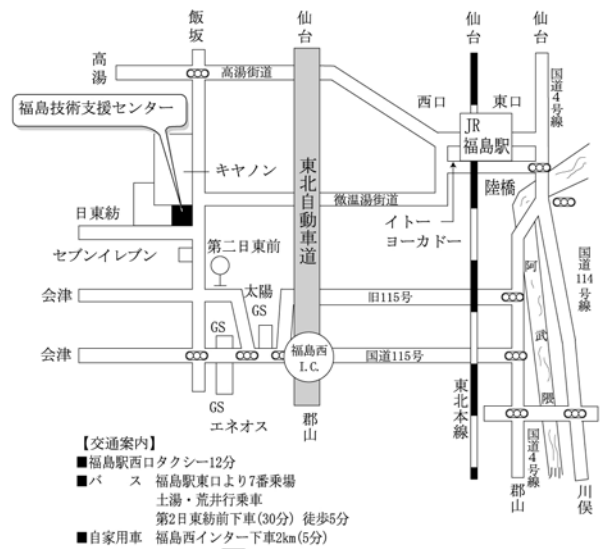 飯坂
仙台
仙台
仙台
高湯
高湯街道
国道4号線
西口
東口
福島技術支援センター
JR
福島駅
キヤノン
東北自動車道
微温湯街道
陸橋
イトー
ヨーカドー
日東紡
セブンイレブン
第二日東前
会津
太陽
GS
旧115号
阿武隈
国道114号線
会津
GS
福島西
I.C.
国道115号
GS
エネオス
郡山
東北本線
国道4号
郡山
川俣
【交通案内】
■福島駅西口タクシー12分
■バス 福島駅東口より7番乗場
土湯・荒井行乗車
第2日東紡前下車(30分) 徒歩5分
■自家用車 福島西インター下車2km(5分)